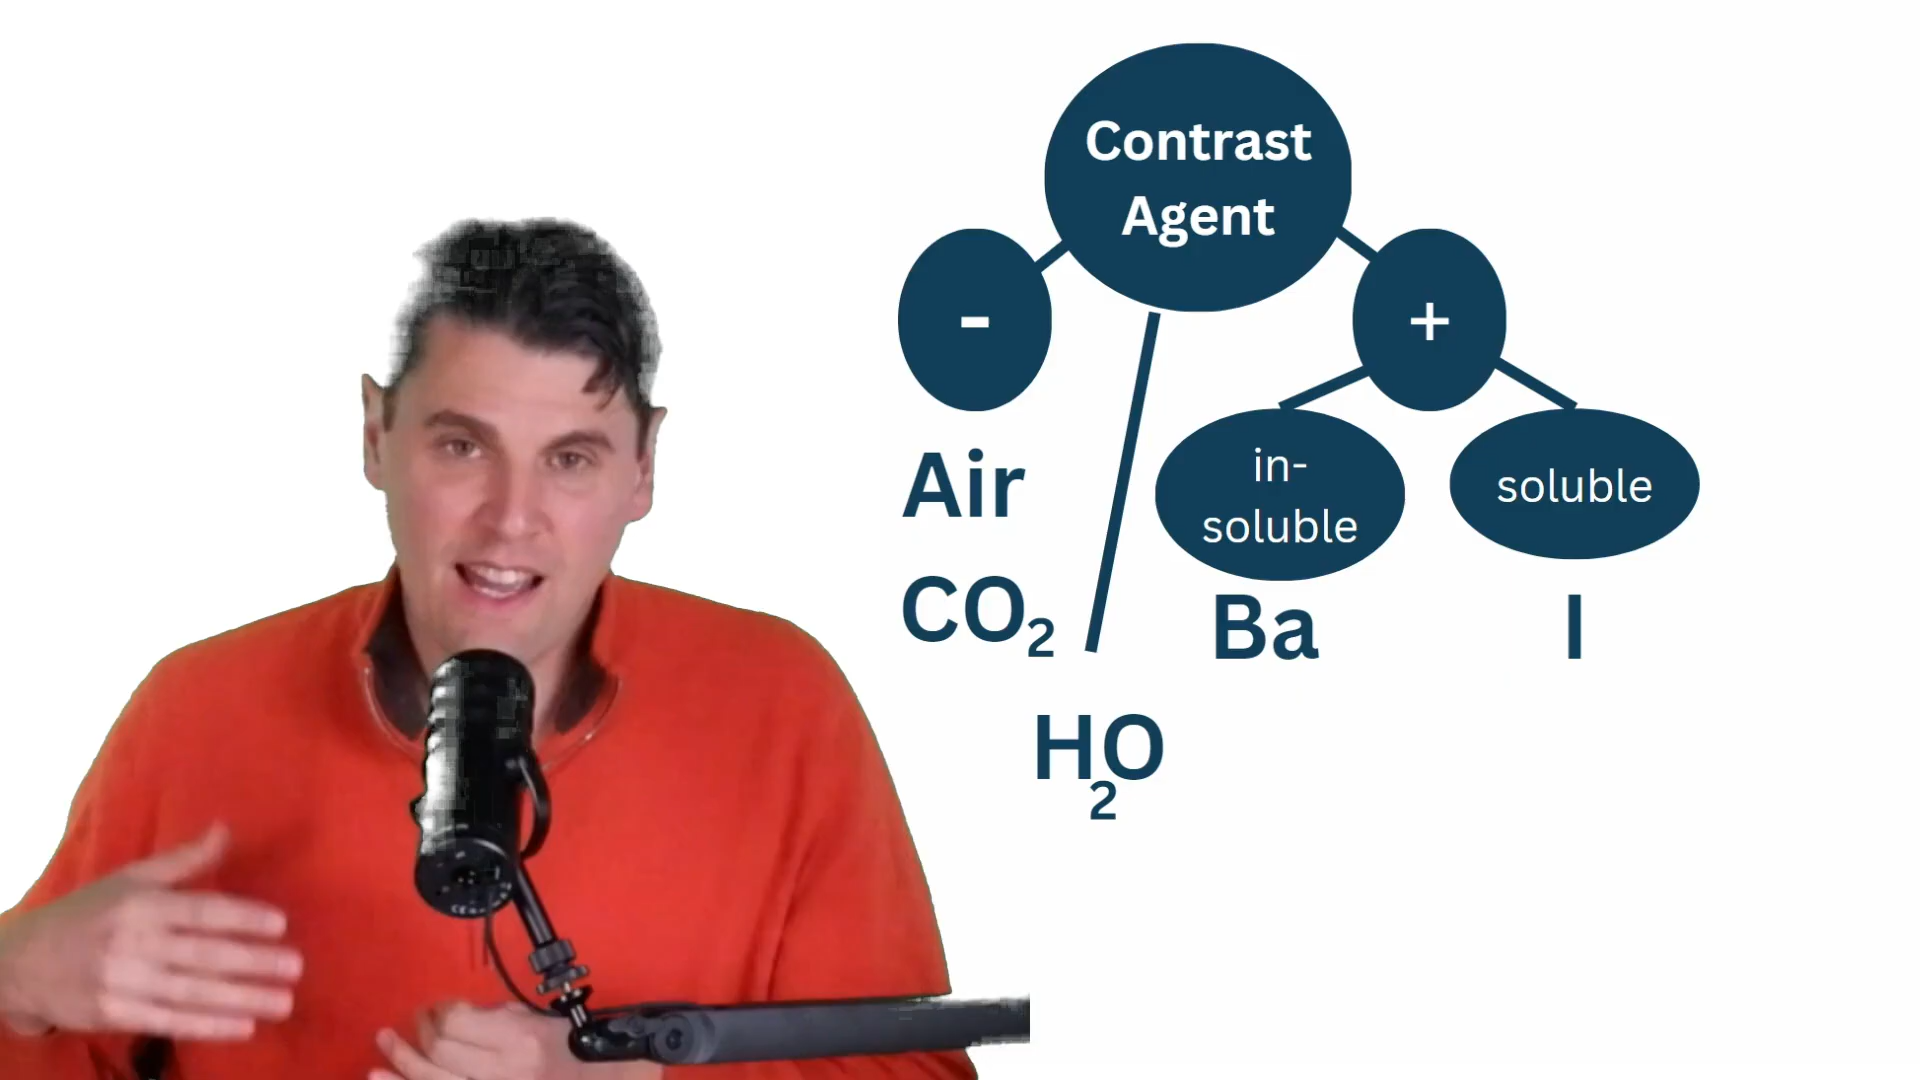 Contrast
Agent
-
+
in-
soluble
soluble
Air
CO₂
Ba
I
H₂O